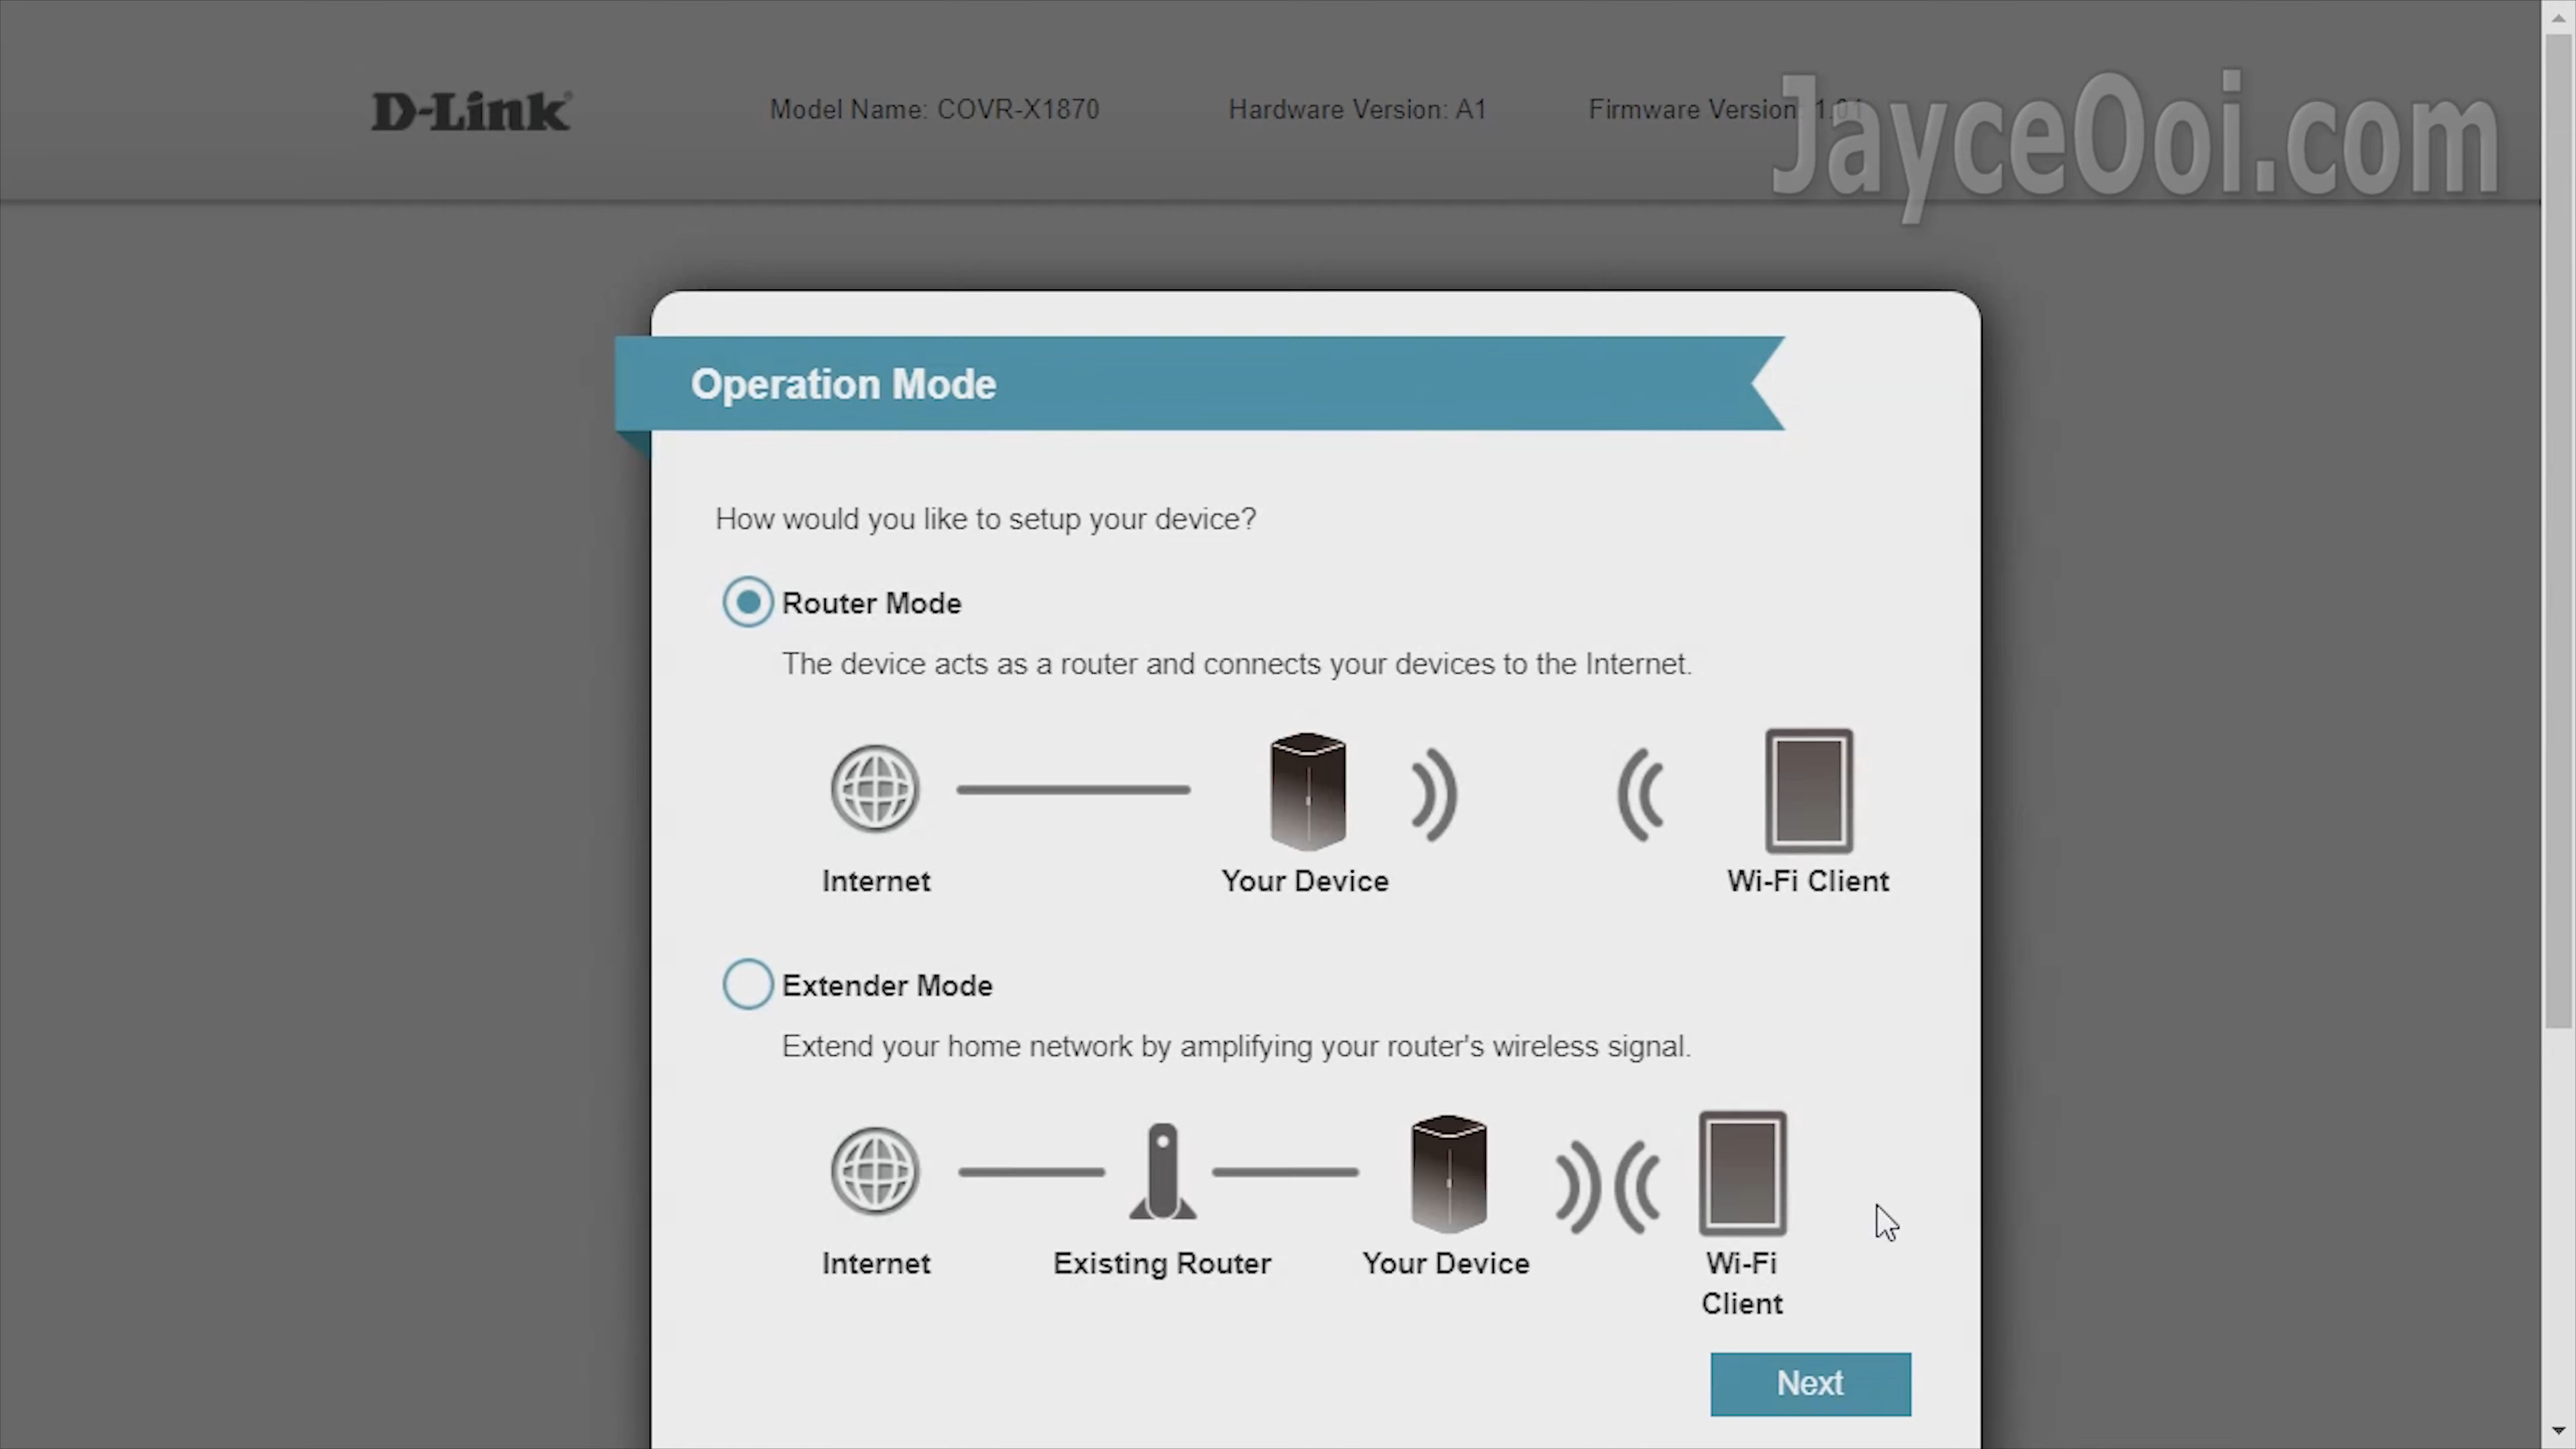 D-Link
Model Name: COVR-X1870
Hardware Version: A1
Firmware Version: 1.01
JayceOoi.com
Operation Mode
How would you like to setup your device?
Router Mode
The device acts as a router and connects your devices to the Internet.
Internet
Your Device
Wi-Fi Client
Extender Mode
Extend your home network by amplifying your router's wireless signal.
Internet
Existing Router
Your Device
Wi-Fi
Client
Next